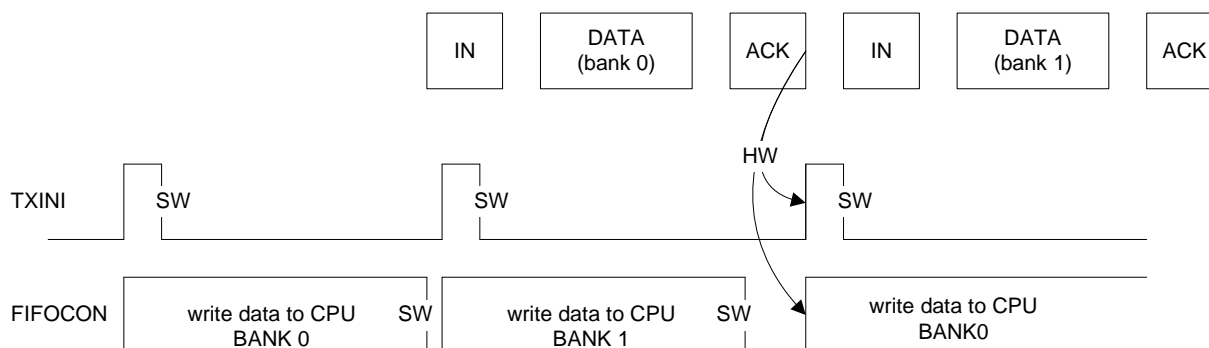 IN
DATA
(bank 0)
ACK
IN
DATA
(bank 1)
ACK
HW
TXINI
SW
SW
SW
FIFOCON
write data to CPU
BANK 0
SW
write data to CPU
BANK 1
SW
write data to CPU
BANK0